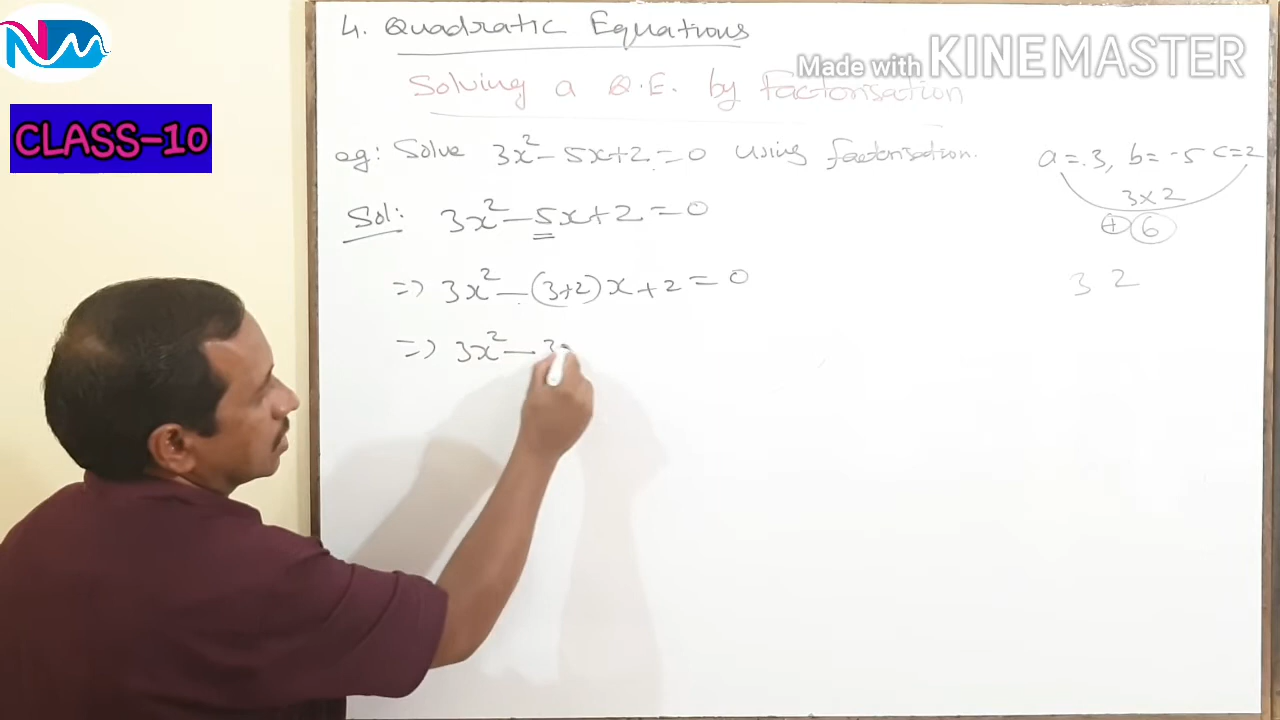 NM
CLASS-10
4. Quadratic Equations
Made with KINEMASTER
Solving a Q.E. by Factorisation
eg: Solve 3x² - 5x + 2 = 0 using factorisation.
a = 3, b = -5 c = 2
3 x 2
+ 6
Sol: 3x² - 5x + 2 = 0
=> 3x² - (3+2)x + 2 = 0
3 2
=> 3x² - 3x